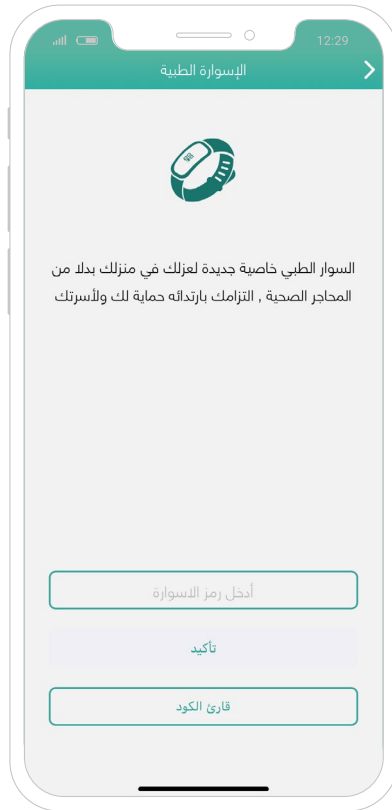 12:29
الإسوارة الطبية
السوار الطبي خاصية جديدة لعزلك في منزلك بدلا من
المحاجر الصحية , التزامك بارتدائه حماية لك ولأسرتك
أدخل رمز الاسوارة
تأكيد
قارئ الكود